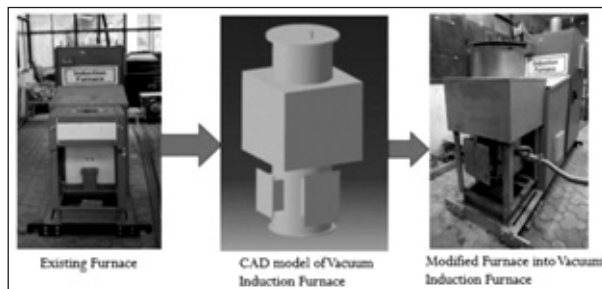 Induction
Furnace
Induction
Furnace
Existing Furnace
CAD model of Vacuum
Induction Furnace
Modified Furnace into Vacuum
Induction Furnace